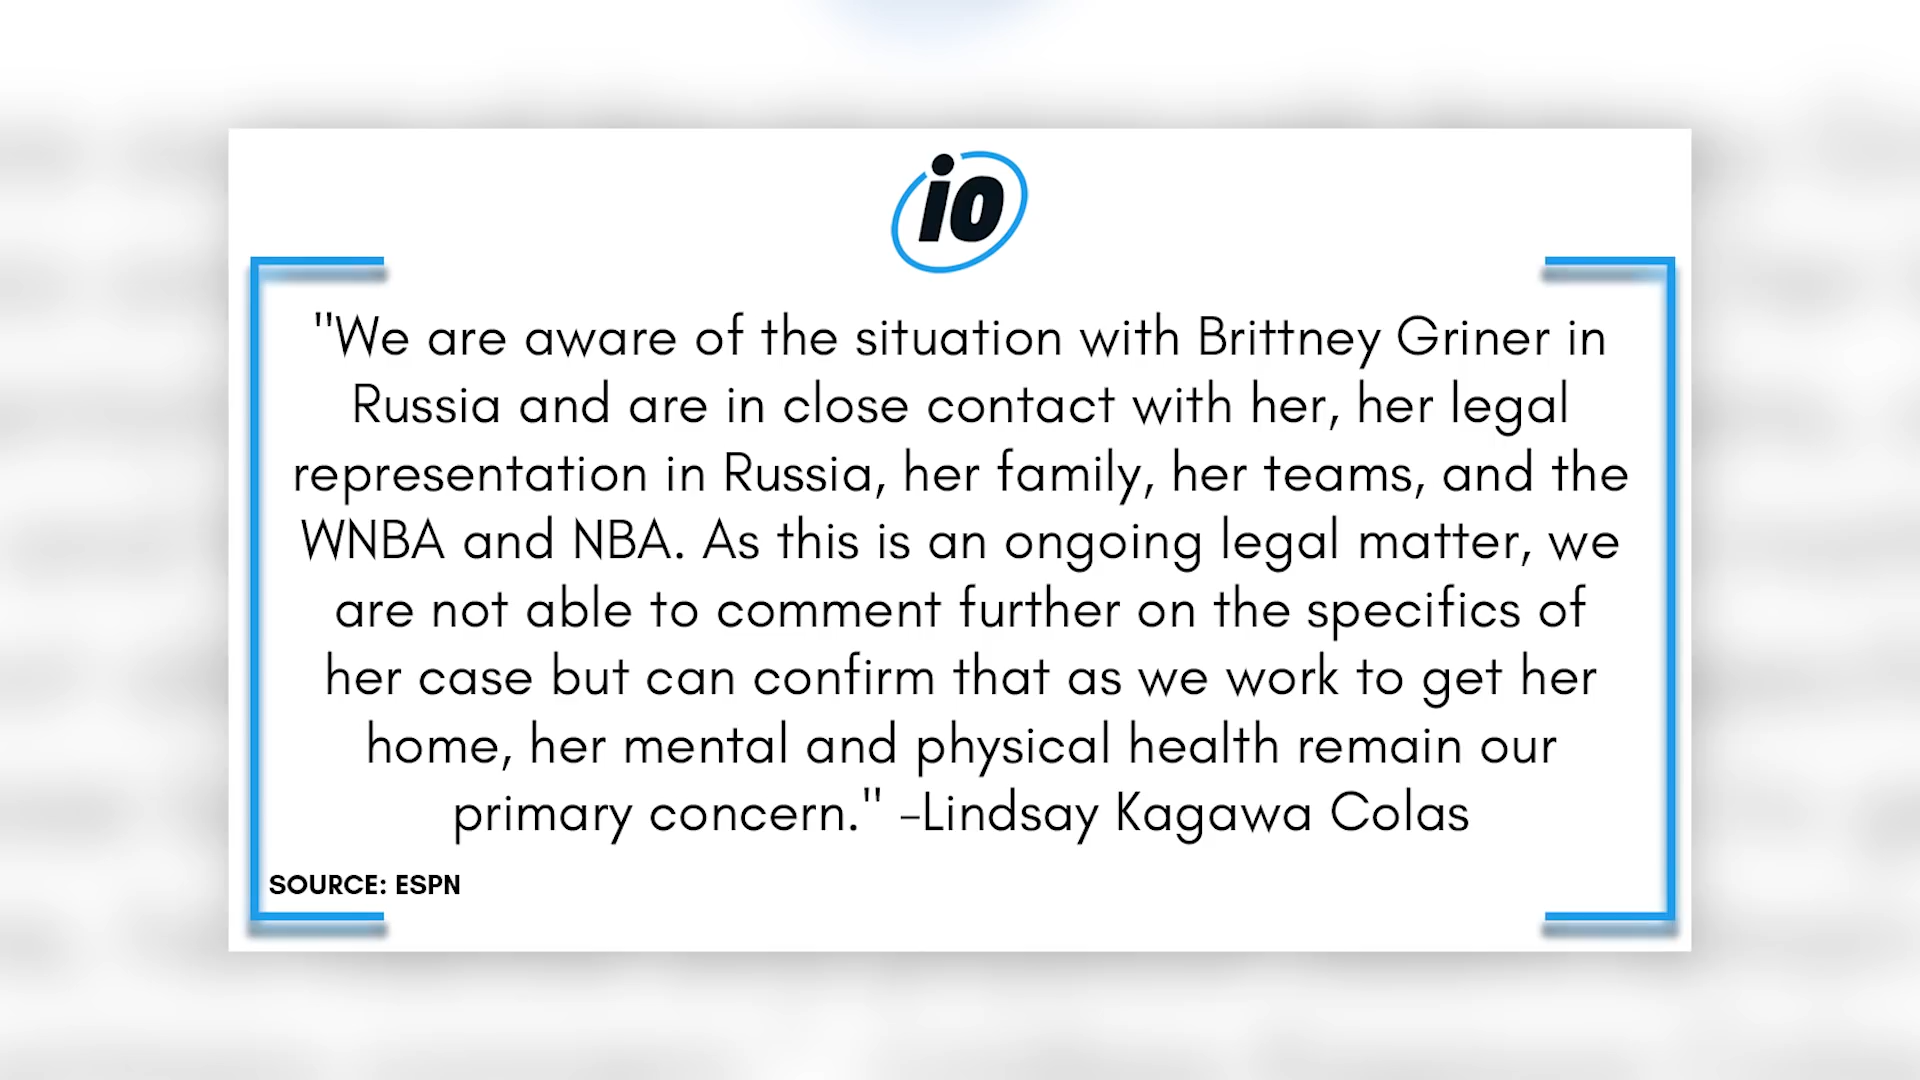 io
"We are aware of the situation with Brittney Griner in
Russia and are in close contact with her, her legal
representation in Russia, her family, her teams, and the
WNBA and NBA. As this is an ongoing legal matter, we
are not able to comment further on the specifics of
her case but can confirm that as we work to get her
home, her mental and physical health remain our
primary concern." -Lindsay Kagawa Colas
SOURCE: ESPN